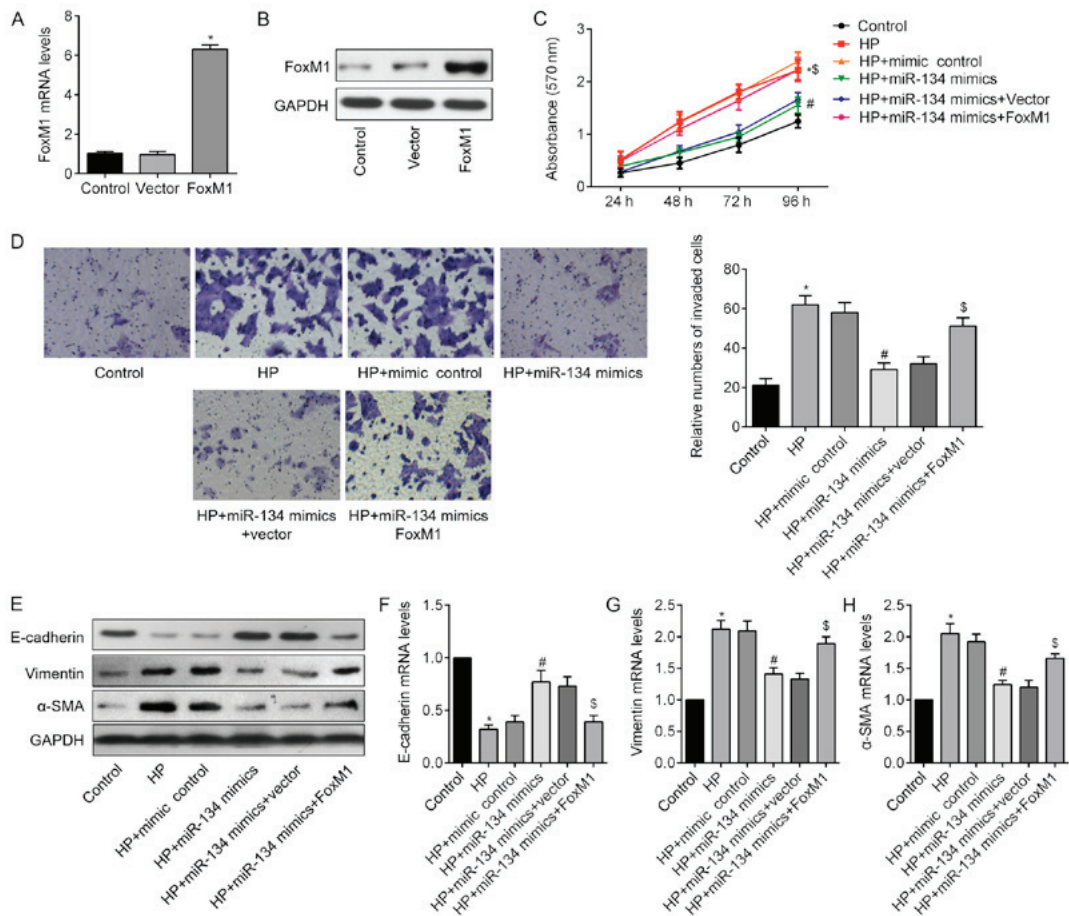 A
FoxM1 mRNA levels
8
6
4
2
0
*
Control Vector FoxM1
B
FoxM1
GAPDH
Control
Vector
FoxM1
C
Absorbance (570 nm)
3
2
1
0
24 h 48 h 72 h 96 h
*$
#
Control
HP
HP+mimic control
HP+miR-134 mimics
HP+miR-134 mimics+Vector
HP+miR-134 mimics+FoxM1
D
Control
HP
HP+mimic control
HP+miR-134 mimics
HP+miR-134 mimics
+vector
HP+miR-134 mimics
FoxM1
Relative numbers of invaded cells
80
60
40
20
0
*
#
$
Control
HP
HP+mimic control
HP+miR-134 mimics
HP+miR-134 mimics+vector
HP+miR-134 mimics+FoxM1
E
E-cadherin
Vimentin
α-SMA
GAPDH
Control
HP
HP+mimic control
HP+miR-134 mimics
HP+miR-134 mimics+vector
HP+miR-134 mimics+FoxM1
F
E-cadherin mRNA levels
1.5
1.0
0.5
0.0
*
#
$
Control
HP
HP+mimic control
HP+miR-134 mimics
HP+miR-134 mimics+vector
HP+miR-134 mimics+FoxM1
G
Vimentin mRNA levels
2.5
2.0
1.5
1.0
0.5
0.0
*
#
$
Control
HP
HP+mimic control
HP+miR-134 mimics
HP+miR-134 mimics+vector
HP+miR-134 mimics+FoxM1
H
α-SMA mRNA levels
2.5
2.0
1.5
1.0
0.5
0.0
*
#
$
Control
HP
HP+mimic control
HP+miR-134 mimics
HP+miR-134 mimics+vector
HP+miR-134 mimics+FoxM1